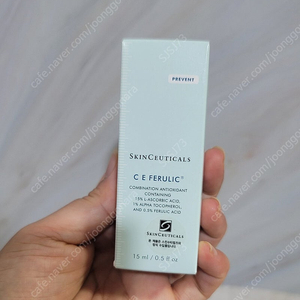 PREVENT
SKINCEUTICALS
C E FERULIC®
COMBINATION ANTIOXIDANT
CONTAINING
15% L-ASCORBIC ACID,
1% ALPHA TOCOPHEROL,
AND 0.5% FERULIC ACID
SKINCEUTICALS
15 ml / 0.5 fl oz